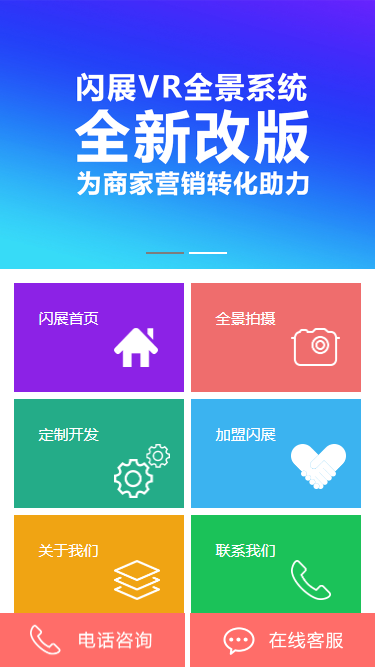 闪展VR全景系统
全新改版
为商家营销转化助力
闪展首页
全景拍摄
定制开发
加盟闪展
关于我们
联系我们
电话咨询
在线客服